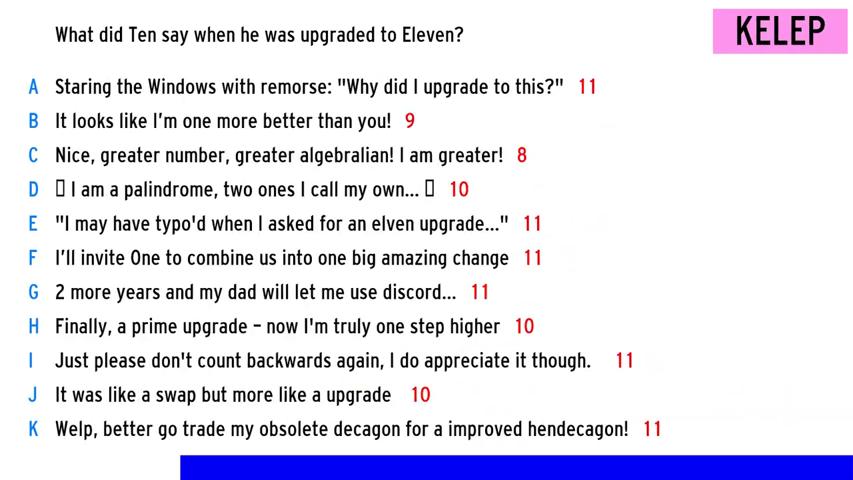 What did Ten say when he was upgraded to Eleven?
KELEP
A Staring the Windows with remorse: "Why did I upgrade to this?" 11
B It looks like I'm one more better than you! 9
C Nice, greater number, greater algebralian! I am greater! 8
D ▯ I am a palindrome, two ones I call my own... ▯ 10
E "I may have typo'd when I asked for an elven upgrade..." 11
F I'll invite One to combine us into one big amazing change 11
G 2 more years and my dad will let me use discord... 11
H Finally, a prime upgrade – now I'm truly one step higher 10
I Just please don't count backwards again, I do appreciate it though. 11
J It was like a swap but more like a upgrade 10
K Welp, better go trade my obsolete decagon for a improved hendecagon! 11